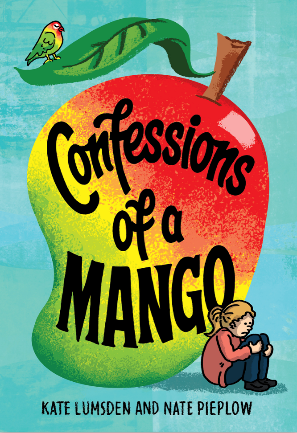 Confessions
of a
MANGO
KATE LUMSDEN AND NATE PIEPLOW